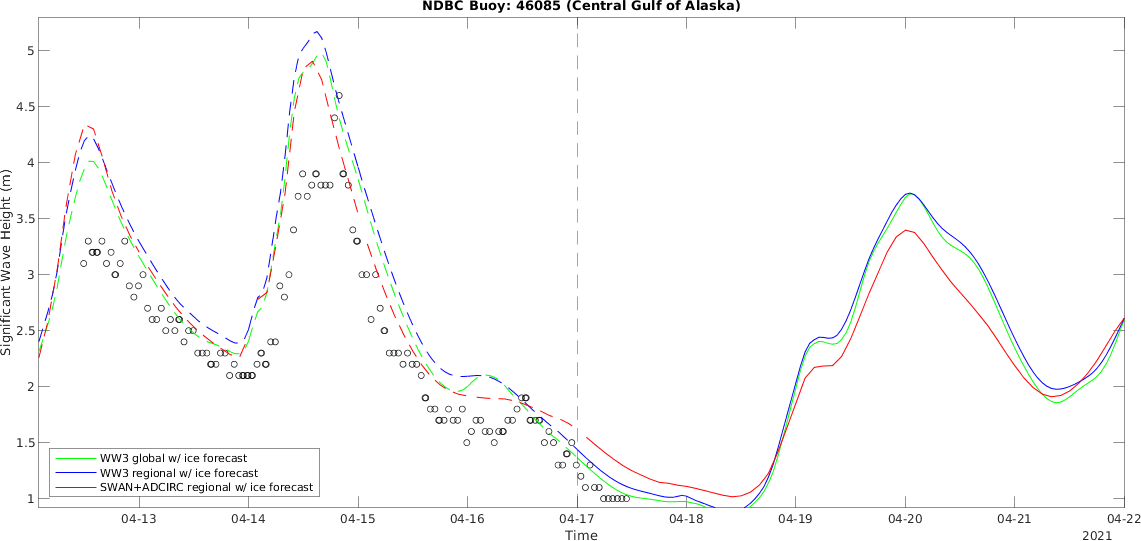 NDBC Buoy: 46085 (Central Gulf of Alaska)
Significant Wave Height (m)
5
4.5
4
3.5
3
2.5
2
1.5
1
WW3 global w/ ice forecast
WW3 regional w/ ice forecast
SWAN+ADCIRC regional w/ ice forecast
04-13 04-14 04-15 04-16 04-17 04-18 04-19 04-20 04-21 04-22
Time
2021